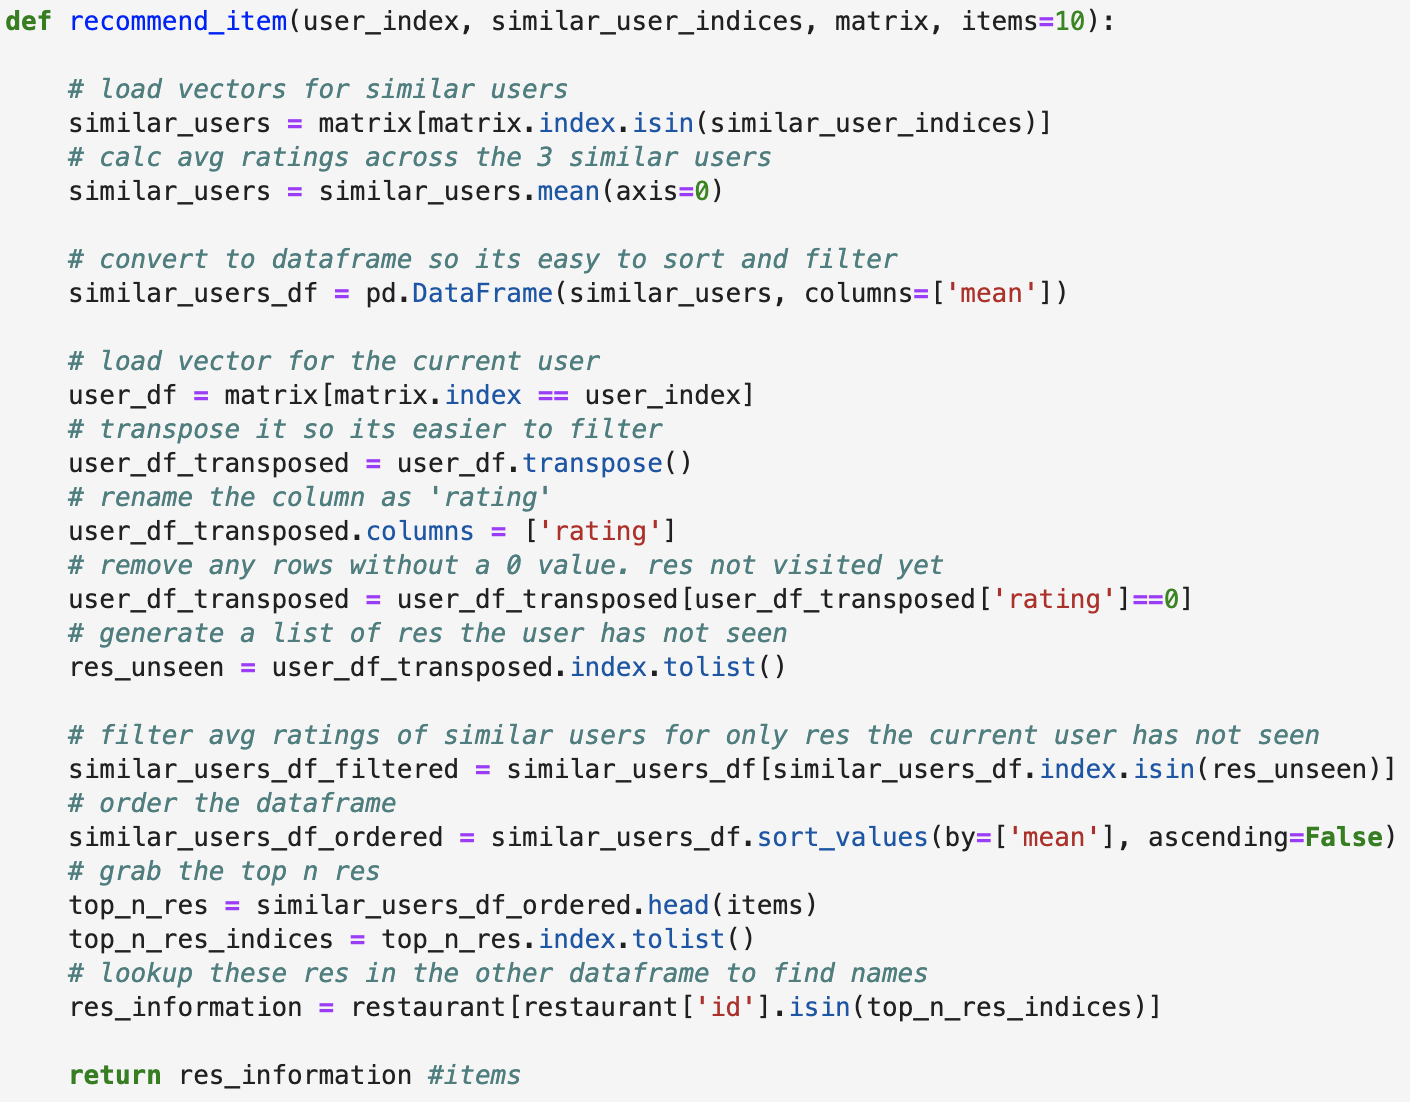 def recommend_item(user_index, similar_user_indices, matrix, items=10):
# load vectors for similar users
similar_users = matrix[matrix.index.isin(similar_user_indices)]
# calc avg ratings across the 3 similar users
similar_users = similar_users.mean(axis=0)
# convert to dataframe so its easy to sort and filter
similar_users_df = pd.DataFrame(similar_users, columns=['mean'])
# load vector for the current user
user_df = matrix[matrix.index == user_index]
# transpose it so its easier to filter
user_df_transposed = user_df.transpose()
# rename the column as 'rating'
user_df_transposed.columns = ['rating']
# remove any rows without a 0 value. res not visited yet
user_df_transposed = user_df_transposed[user_df_transposed['rating']==0]
# generate a list of res the user has not seen
res_unseen = user_df_transposed.index.tolist()
# filter avg ratings of similar users for only res the current user has not seen
similar_users_df_filtered = similar_users_df[similar_users_df.index.isin(res_unseen)]
# order the dataframe
similar_users_df_ordered = similar_users_df.sort_values(by=['mean'], ascending=False)
# grab the top n res
top_n_res = similar_users_df_ordered.head(items)
top_n_res_indices = top_n_res.index.tolist()
# lookup these res in the other dataframe to find names
res_information = restaurant[restaurant['id'].isin(top_n_res_indices)]
return res_information #items